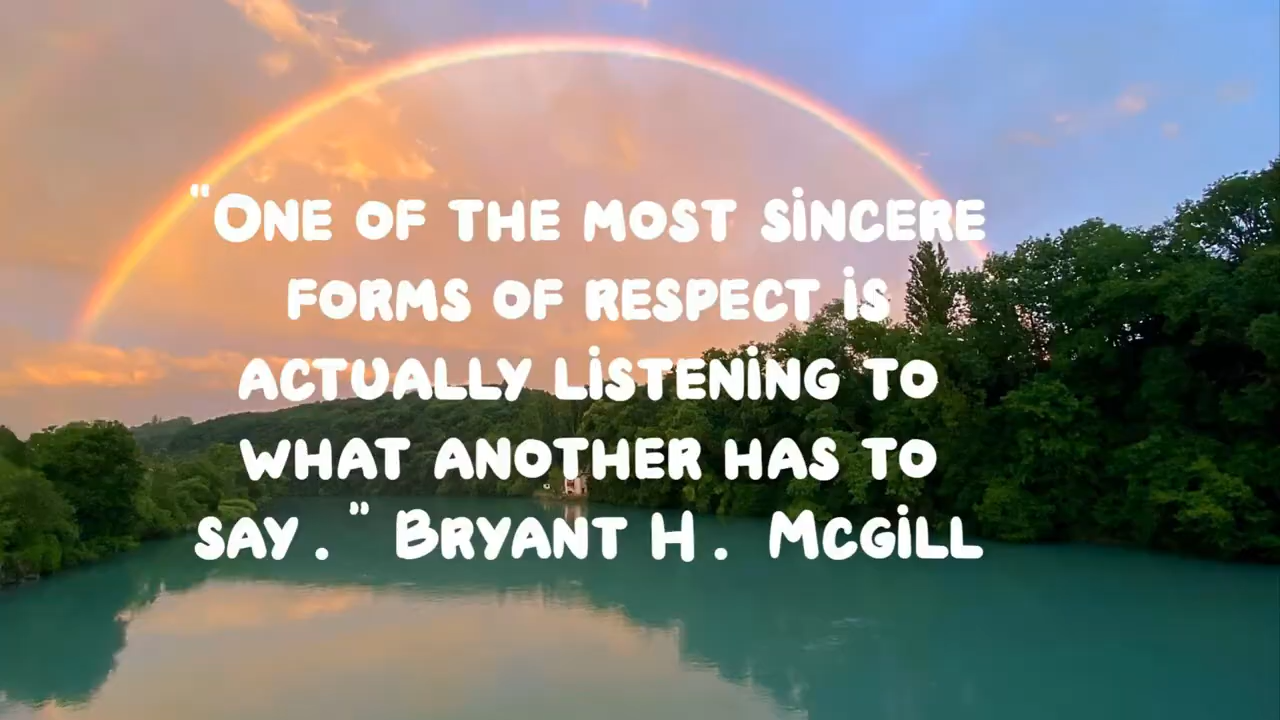 "One of the most sincere
forms of respect is
actually listening to
what another has to
say." Bryant H. Mcgill